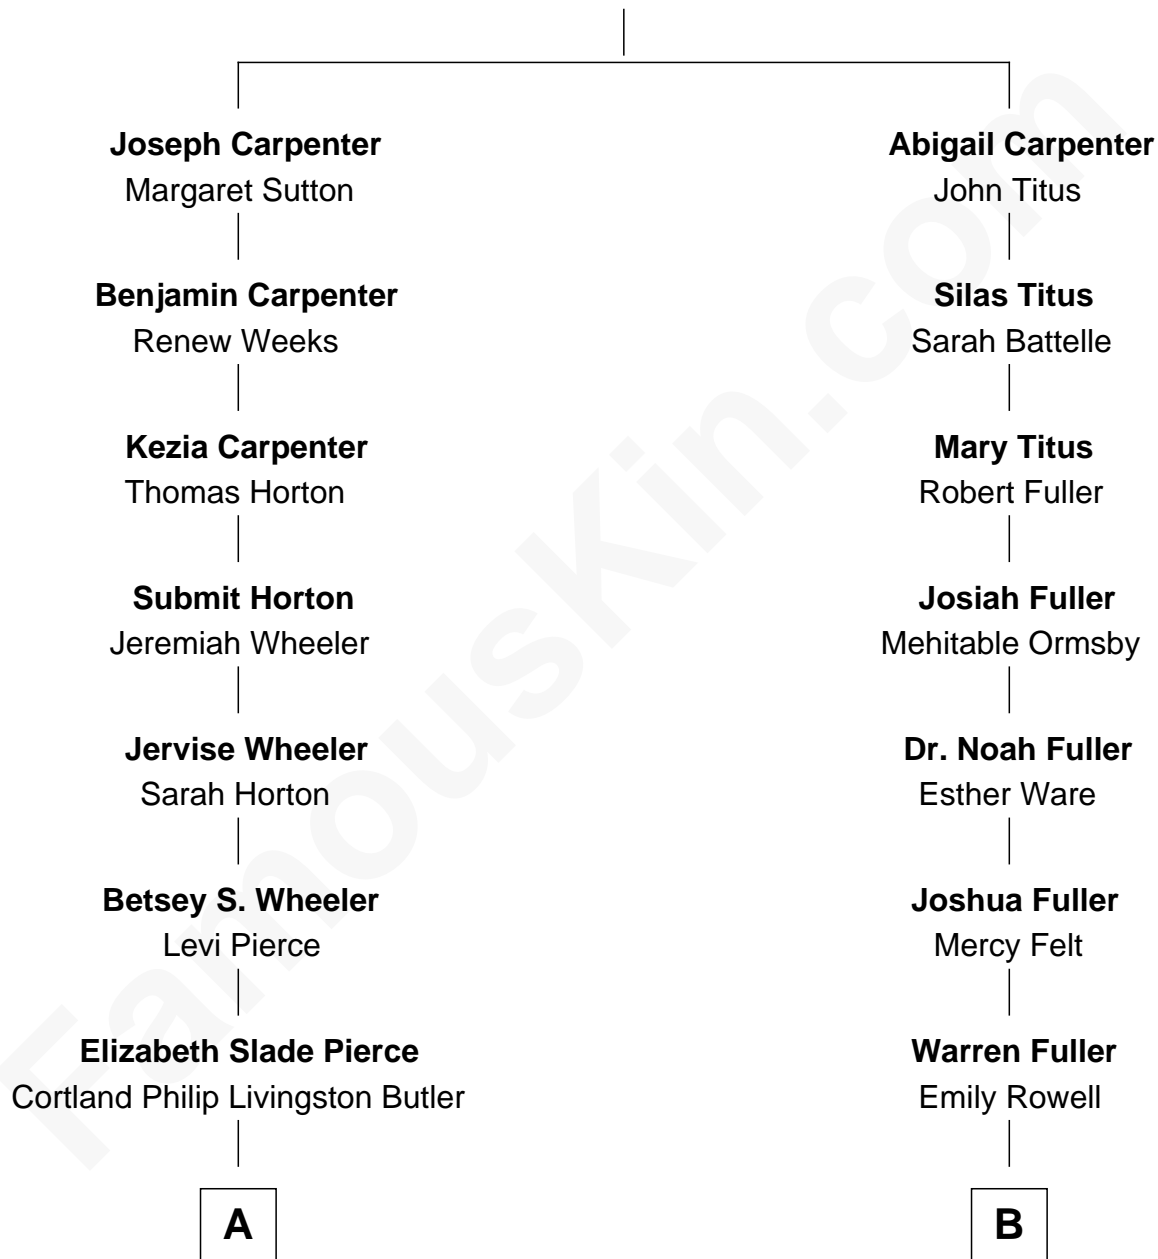 Joseph Carpenter
Margaret Sutton
Benjamin Carpenter
Renew Weeks
Kezia Carpenter
Thomas Horton
Submit Horton
Jeremiah Wheeler
Jervise Wheeler
Sarah Horton
Betsey S. Wheeler
Levi Pierce
Elizabeth Slade Pierce
Cortland Philip Livingston Butler
A
Abigail Carpenter
John Titus
Silas Titus
Sarah Battelle
Mary Titus
Robert Fuller
Josiah Fuller
Mehitable Ormsby
Dr. Noah Fuller
Esther Ware
Joshua Fuller
Mercy Felt
Warren Fuller
Emily Rowell
B
FamousKin.com